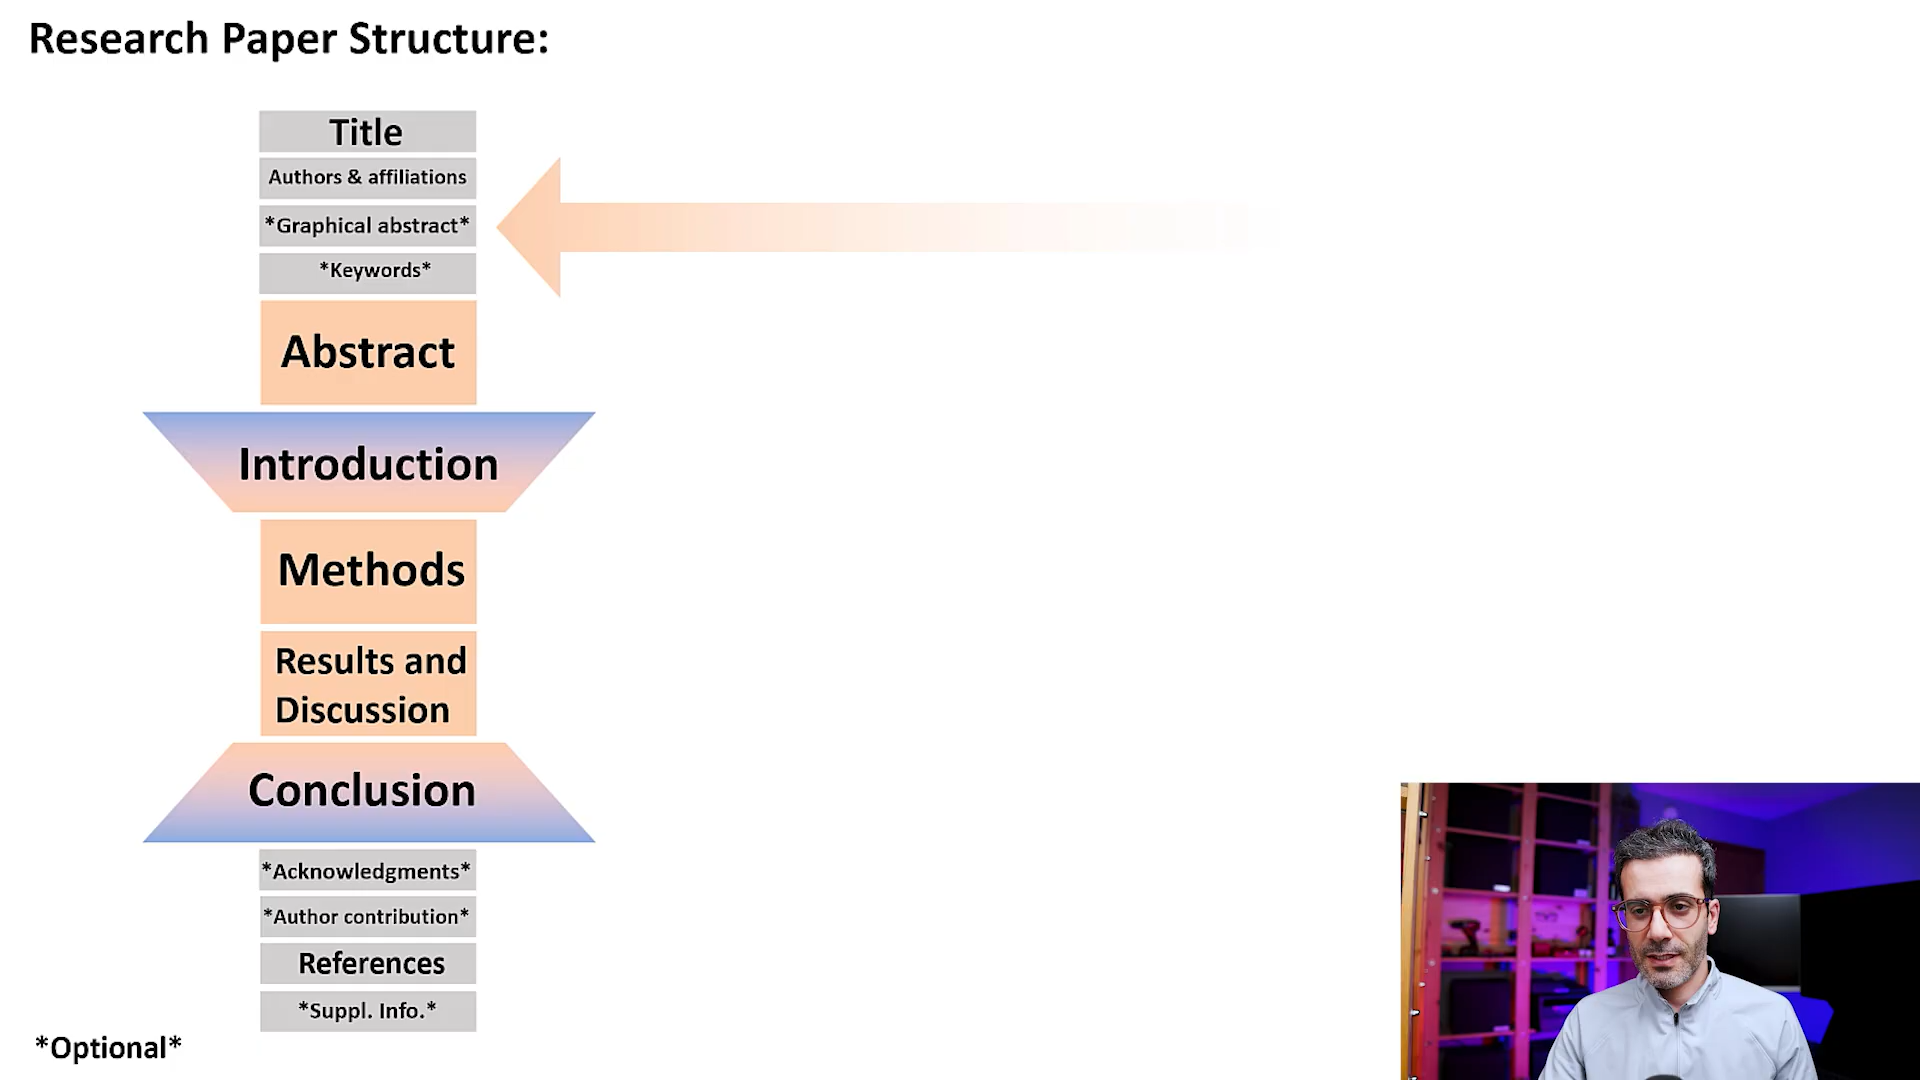 Research Paper Structure:
Title
Authors & affiliations
*Graphical abstract*
*Keywords*
Abstract
Introduction
Methods
Results and
Discussion
Conclusion
*Acknowledgments*
*Author contribution*
References
*Suppl. Info.*
*Optional*